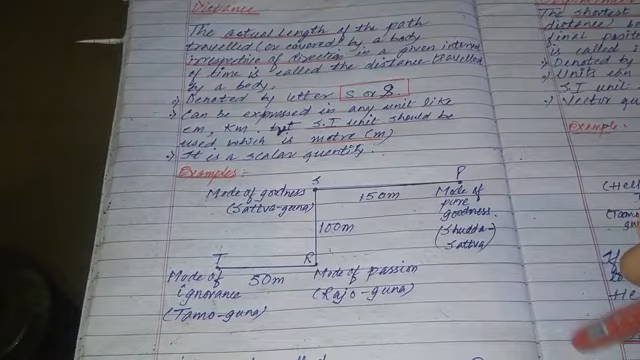 Distance
The actual length of the path
travelled (or covered) by a body
irrespective of direction in a given interval
of time is called the distance travelled
by a body.
Denoted by letter S or
Can be expressed in any unit like
cm, km but S.I unit should be
used which is metre (m)
It is a scalar quantity.
Examples:
S P
Mode of goodness
(Sattva-guna)
150m
Mode of
pure
goodness.
(Shudda-
Sattva)
100m
T R
Mode of
ignorance
(Tamo-guna)
50m
Mode of passion
(Rajo-guna)
The shortest
distance)
final posit
is called
Denoted by
Units can
S.I unit
Vector qua
Example
(Hell